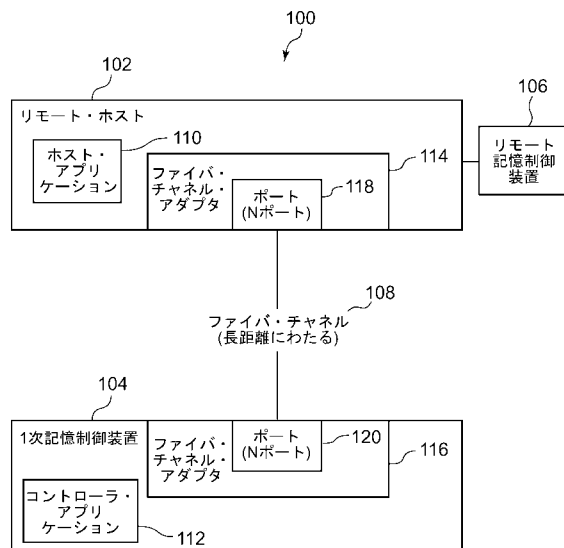 100
102
106
リモート・ホスト
110
ホスト・
アプリ
ケーション
ファイバ・
チャネル・
アダプタ
ポート
(Nポート)
118
114
リモート
記憶制御
装置
ファイバ・チャネル
(長距離にわたる)
108
104
1次記憶制御装置
ファイバ・
チャネル・
アダプタ
ポート
(Nポート)
120
116
コントローラ・
アプリ
ケーション
112